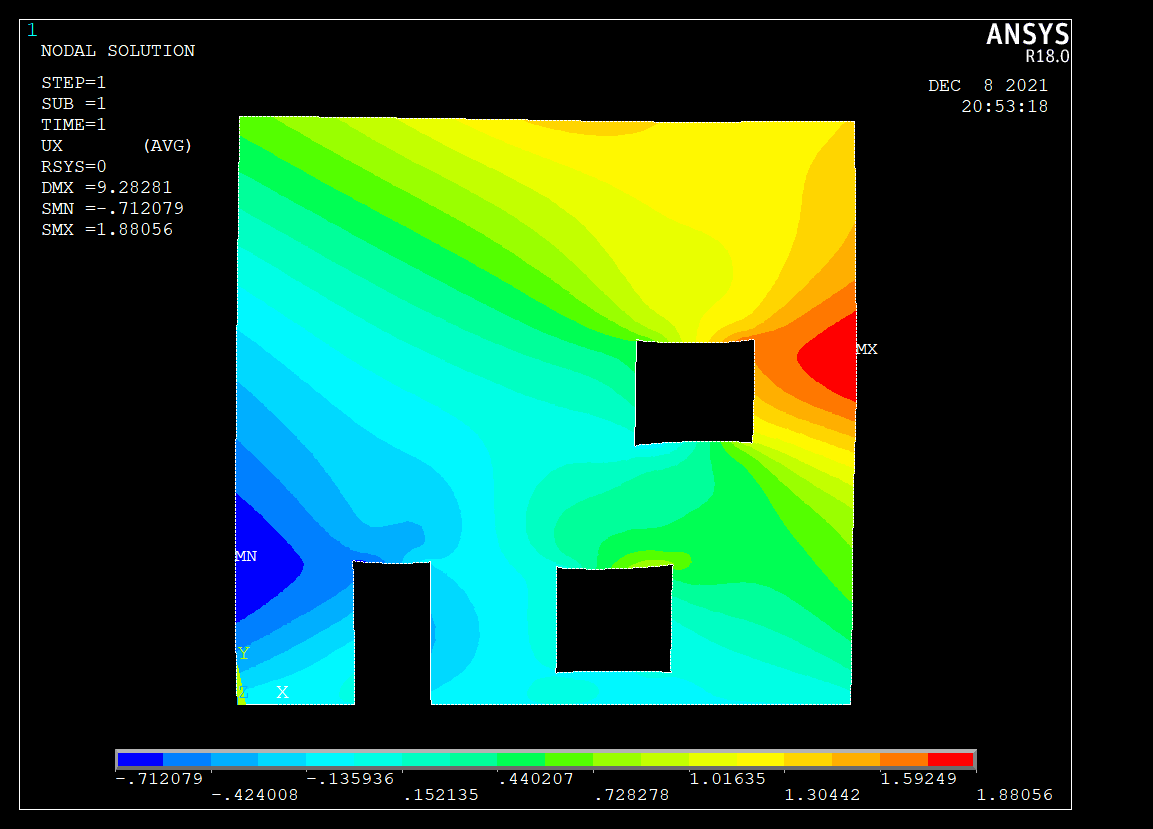 1
ANSYS
R18.0
NODAL SOLUTION
STEP=1
SUB =1
TIME=1
UX (AVG)
RSYS=0
DMX =9.28281
SMN =-.712079
SMX =1.88056
DEC 8 2021
20:53:18
MX
MN
Y
Z X
-.712079 -.135936 .440207 1.01635 1.59249
-.424008 .152135 .728278 1.30442 1.88056